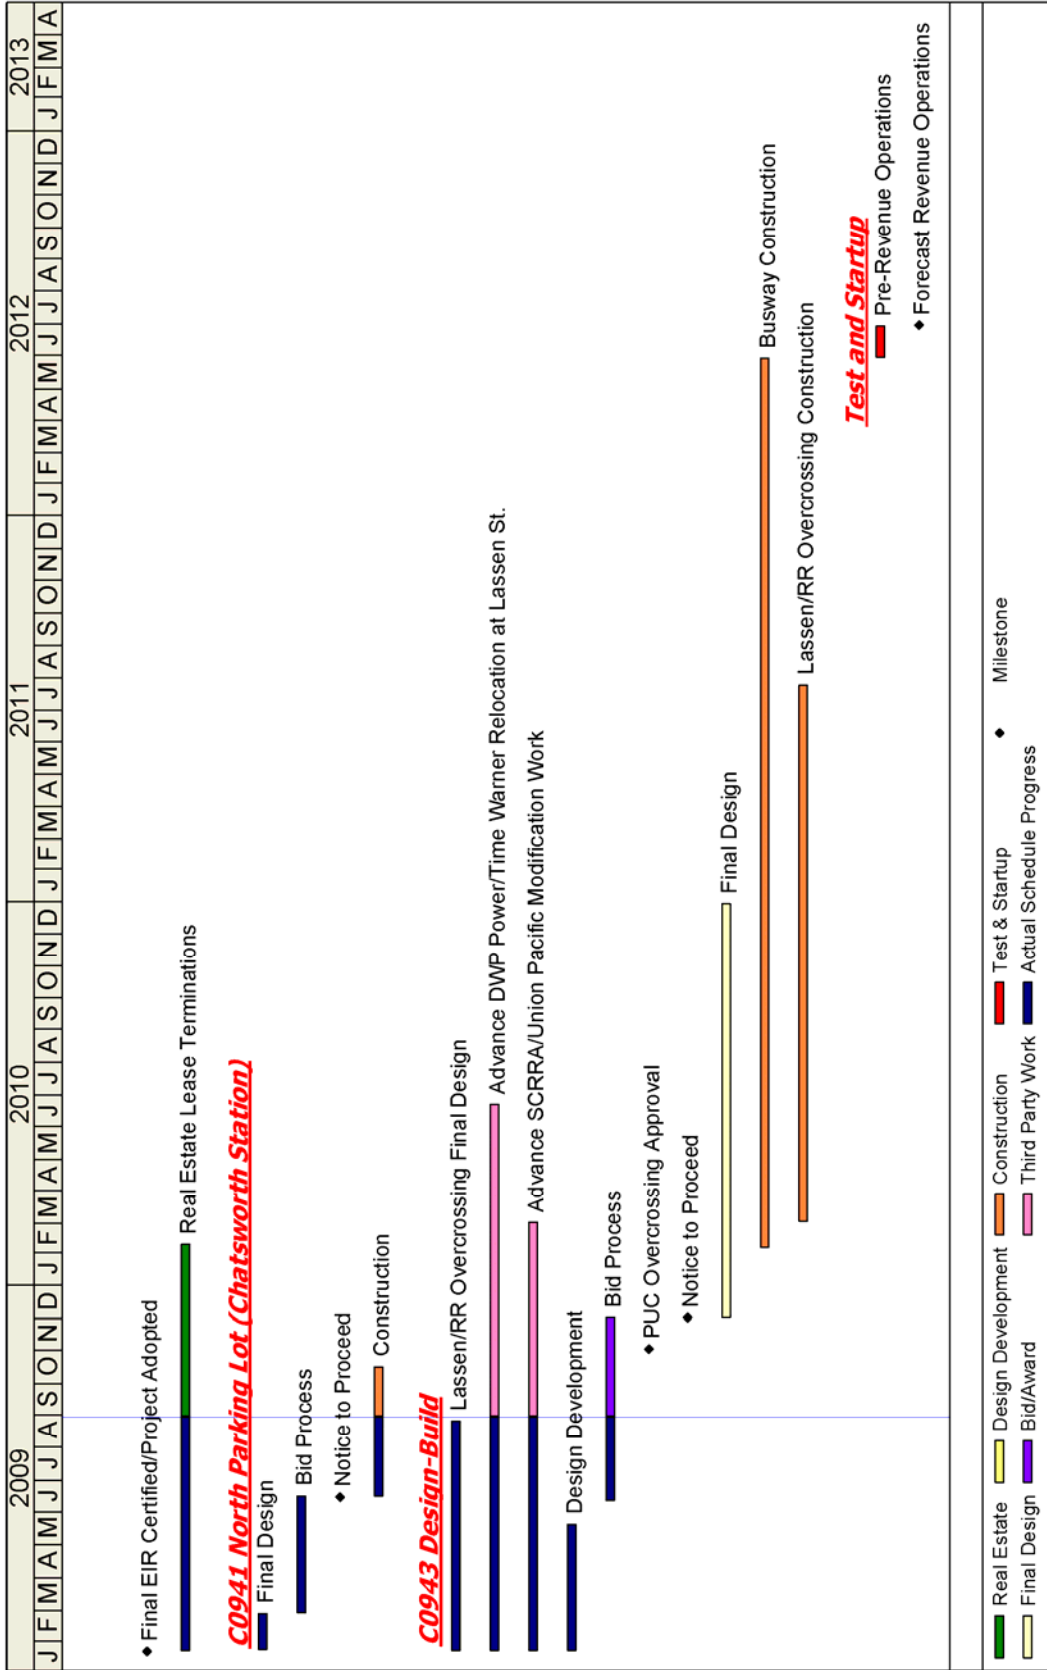 2009 2010 2011 2012 2013
J F M A M J J A S O N D J F M A M J J A S O N D J F M A M J J A S O N D J F M A M J J A S O N D J F M A
Final EIR Certified/Project Adopted
Real Estate Lease Terminations
C0941 North Parking Lot (Chatsworth Station)
Final Design
Bid Process
Notice to Proceed
Construction
C0943 Design-Build
Lassen/RR Overcrossing Final Design
Advance DWP Power/Time Warner Relocation at Lassen St.
Advance SCRRA/Union Pacific Modification Work
Design Development
Bid Process
PUC Overcrossing Approval
Notice to Proceed
Final Design
Busway Construction
Lassen/RR Overcrossing Construction
Test and Startup
Pre-Revenue Operations
Forecast Revenue Operations
Real Estate Design Development Construction Test & Startup Milestone
Final Design Bid/Award Third Party Work Actual Schedule Progress